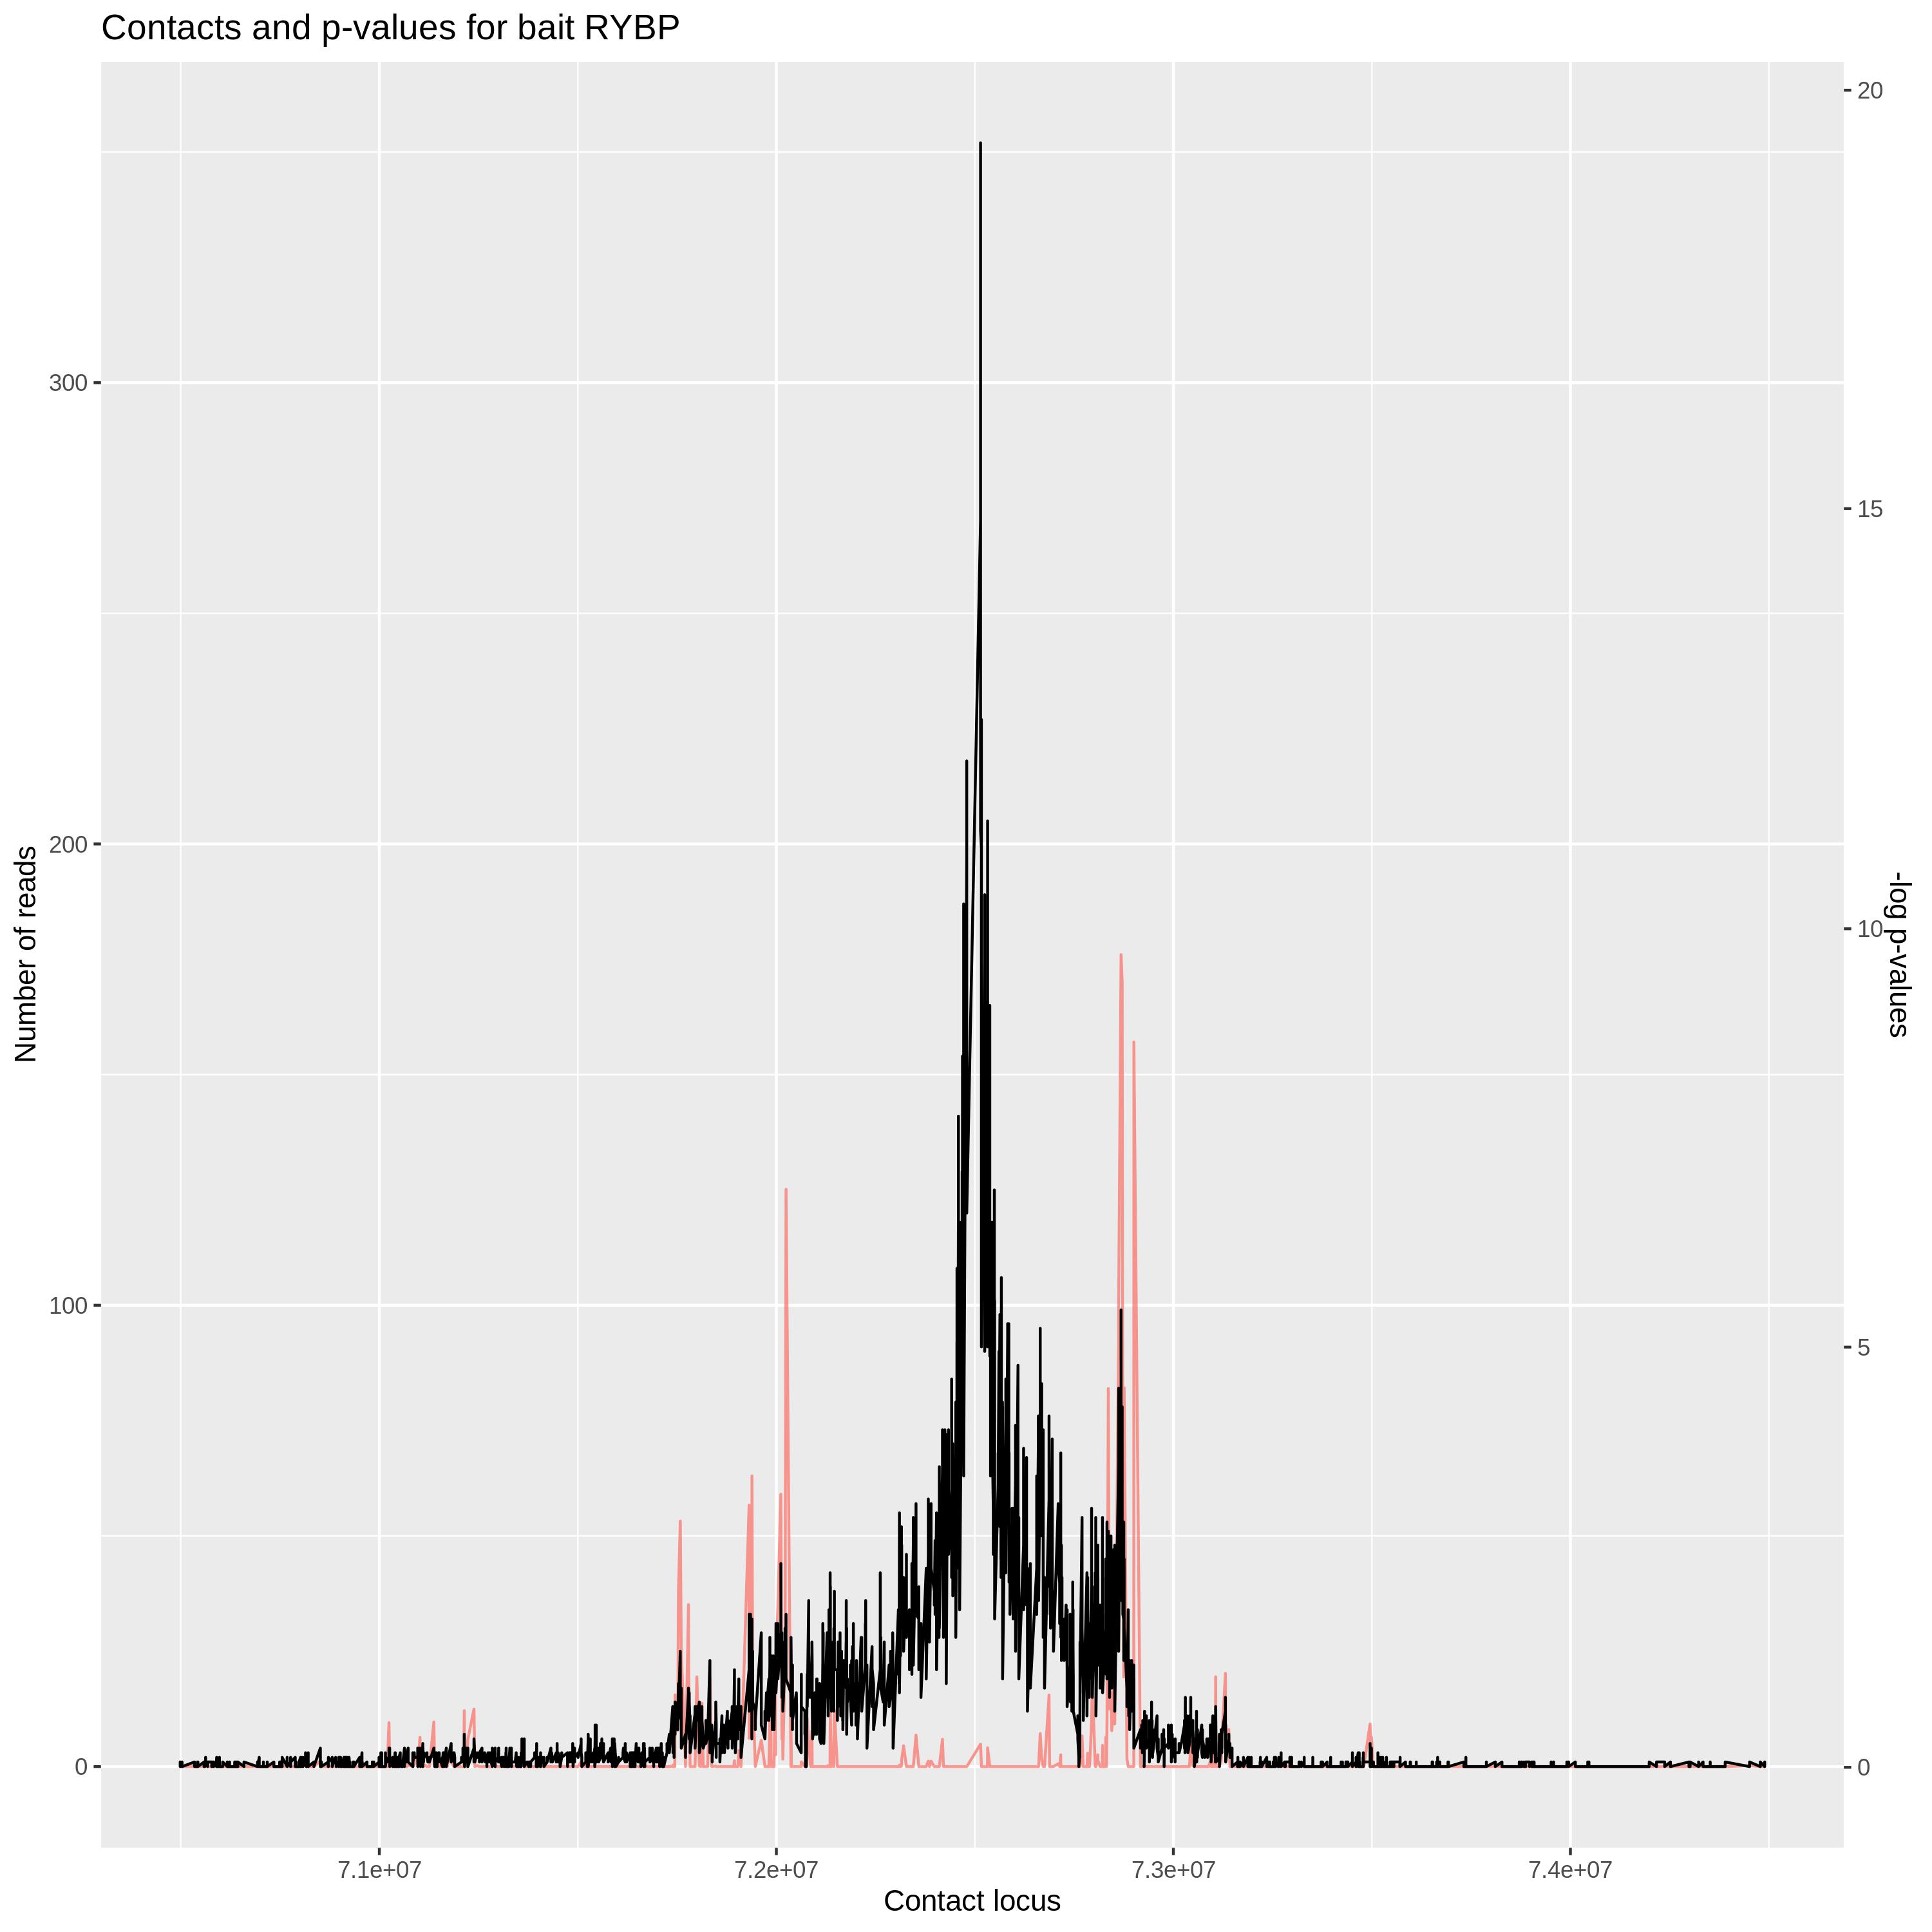 Contacts and p-values for bait RYBP
Number of reads
300
200
100
0
20
15
10
5
0
-log p-values
7.1e+07
7.2e+07
7.3e+07
7.4e+07
Contact locus